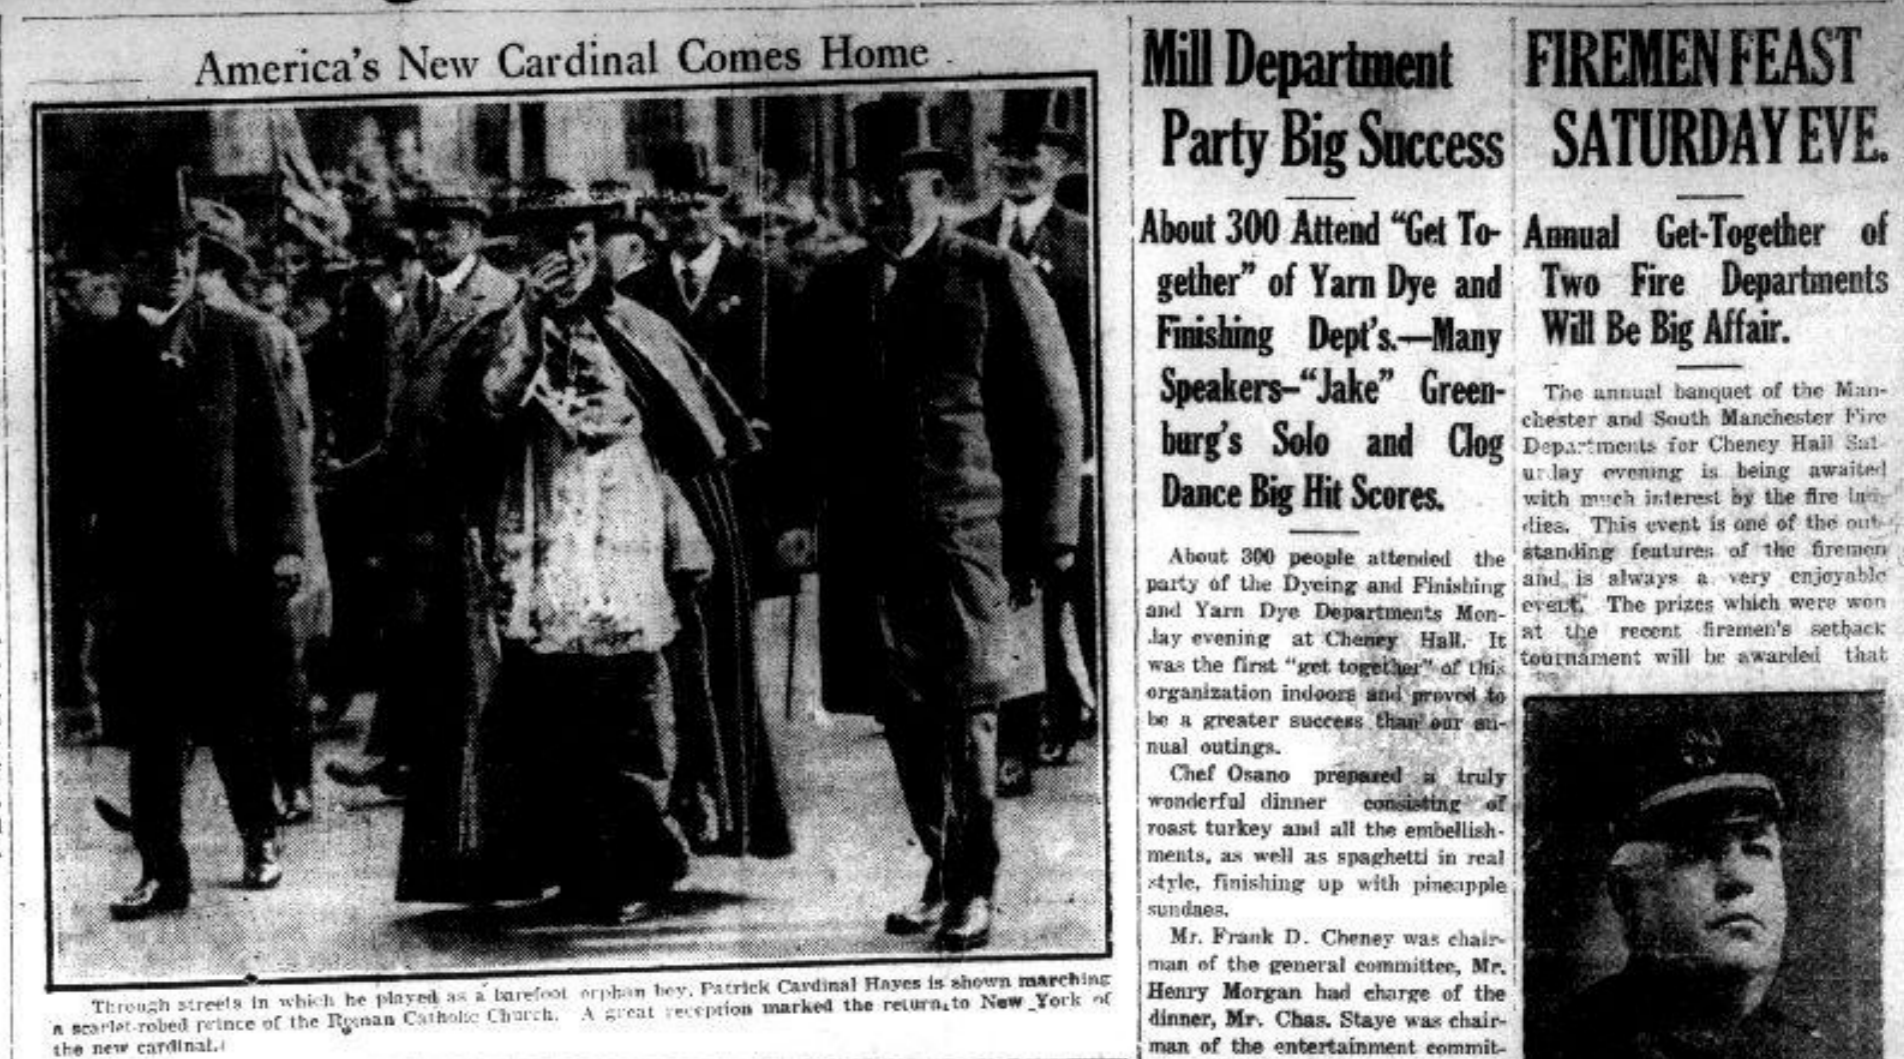 America's New Cardinal Comes Home
Through streets in which he played as a barefoot orphan boy, Patrick Cardinal Hayes is shown marching
a scarlet-robed prince of the Roman Catholic Church. A great reception marked the return to New York of
the new cardinal.
Mill Department
Party Big Success
About 300 Attend "Get To-
gether" of Yarn Dye and
Finishing Dept's.—Many
Speakers—"Jake" Green-
burg's Solo and Clog
Dance Big Hit Scores.
About 300 people attended the
party of the Dyeing and Finishing
and Yarn Dye Departments Mon-
day evening at Cheney Hall. It
was the first "get together" of this
organization indoors and proved to
be a greater success than our an-
nual outings.
Chef Osano prepared a truly
wonderful dinner consisting of
roast turkey and all the embellish-
ments, as well as spaghetti in real
style, finishing up with pineapple
sundaes.
Mr. Frank D. Cheney was chair-
man of the general committee, Mr.
Henry Morgan had charge of the
dinner, Mr. Chas. Staye was chair-
man of the entertainment commit-
FIREMEN FEAST
SATURDAY EVE.
Annual Get-Together of
Two Fire Departments
Will Be Big Affair.
The annual banquet of the Man-
chester and South Manchester Fire
Departments for Cheney Hall Sat-
urday evening is being awaited
with much interest by the fire lad-
dies. This event is one of the out-
standing features of the firemen
and is always a very enjoyable
event. The prizes which were won
at the recent firemen's setback
tournament will be awarded that